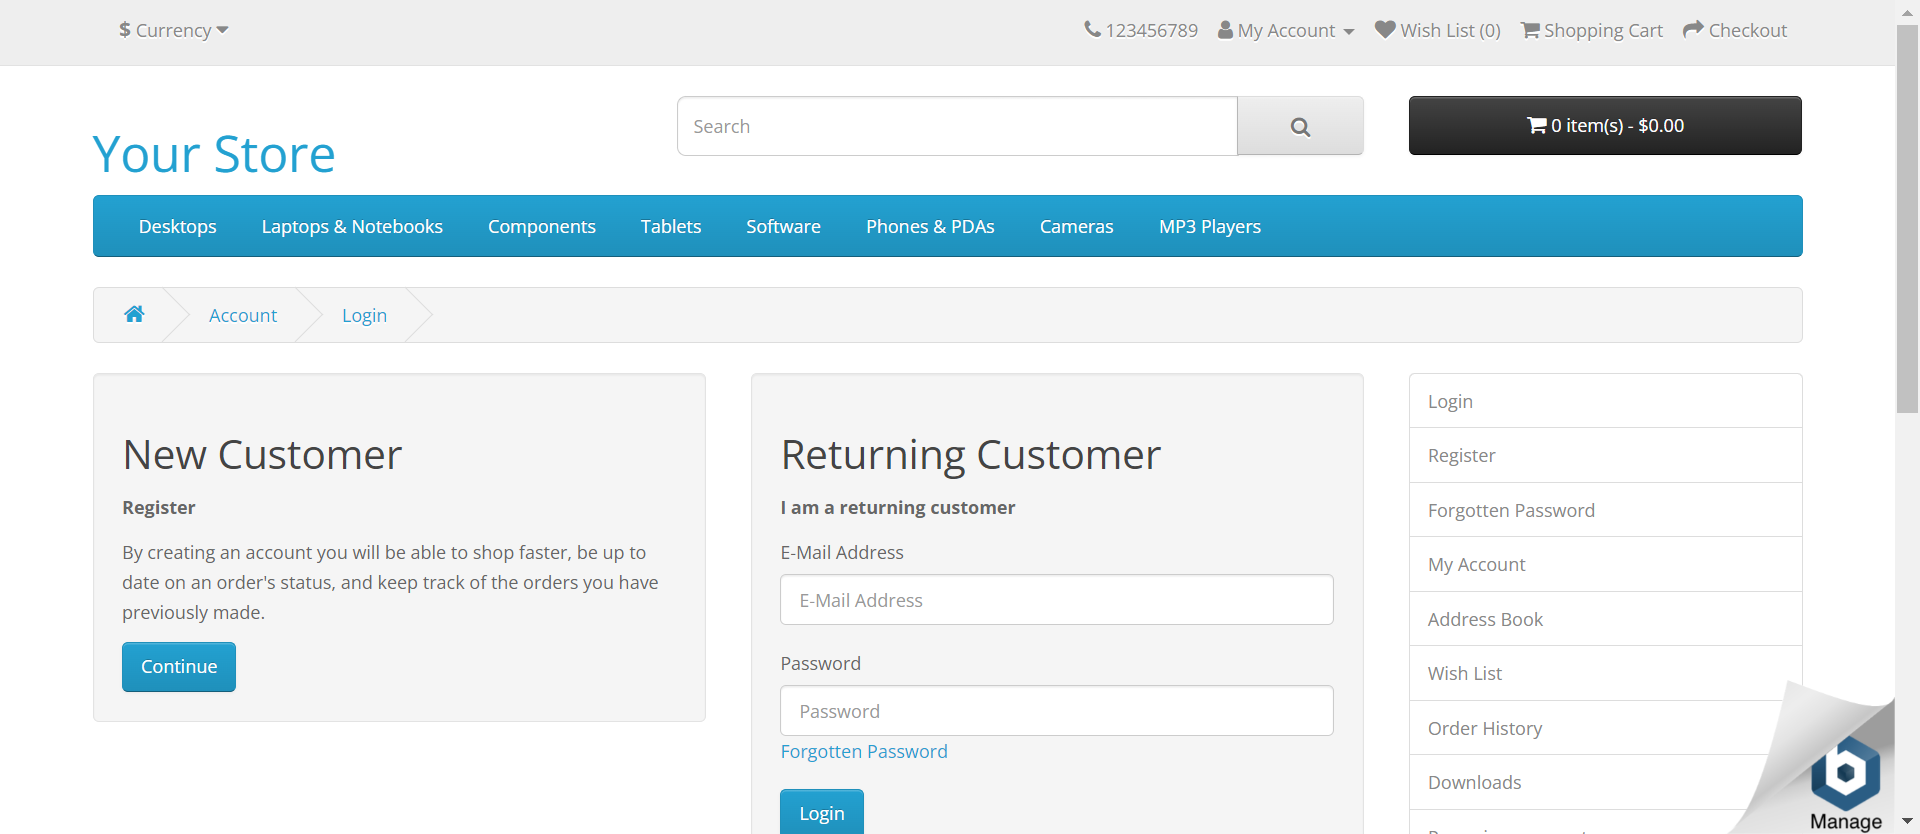 $ Currency
123456789
My Account
Wish List (0)
Shopping Cart
Checkout
Your Store
Search
0 item(s) - $0.00
Desktops
Laptops & Notebooks
Components
Tablets
Software
Phones & PDAs
Cameras
MP3 Players
Account
Login
New Customer
Register
By creating an account you will be able to shop faster, be up to
date on an order's status, and keep track of the orders you have
previously made.
Continue
Returning Customer
I am a returning customer
E-Mail Address
E-Mail Address
Password
Password
Forgotten Password
Login
Login
Register
Forgotten Password
My Account
Address Book
Wish List
Order History
Downloads
b
Manage